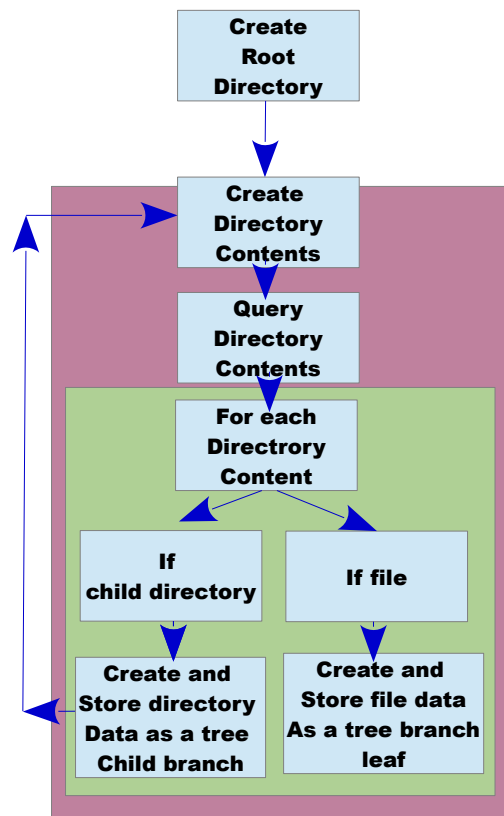 Create
Root
Directory
Create
Directory
Contents
Query
Directory
Contents
For each
Directrory
Content
If
child directory
If file
Create and
Store directory
Data as a tree
Child branch
Create and
Store file data
As a tree branch
leaf